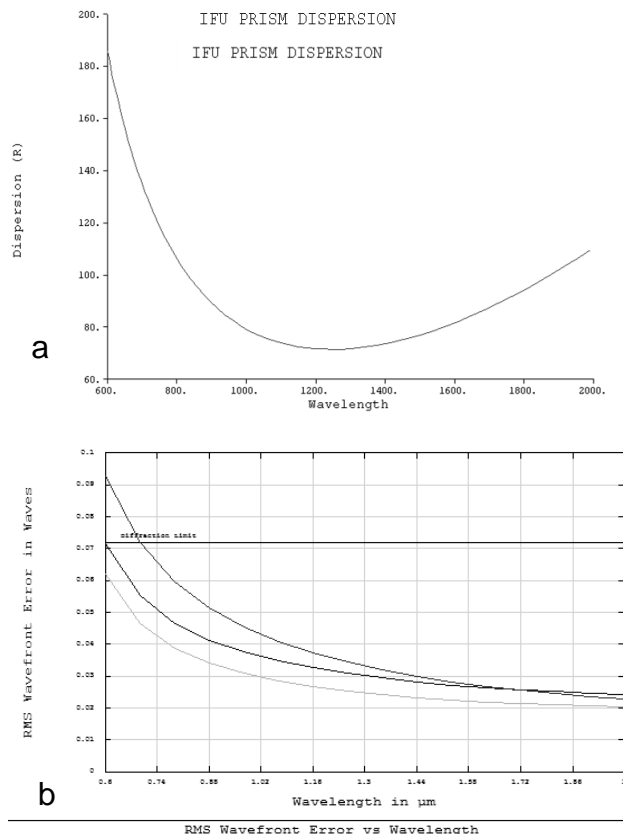 IFU PRISM DISPERSION
IFU PRISM DISPERSION
200.
180.
160.
140.
120.
100.
80.
60.
Dispersion (R)
600. 800. 1000. 1200. 1400. 1600. 1800. 2000.
Wavelength
a
0.1
0.09
0.08
0.07
0.06
0.05
0.04
0.03
0.02
0.01
0
RMS Wavefront Error in Waves
Diffraction Limit
0.6 0.74 0.88 1.02 1.16 1.3 1.44 1.58 1.72 1.86
Wavelength in µm
b
RMS Wavefront Error vs Wavelength